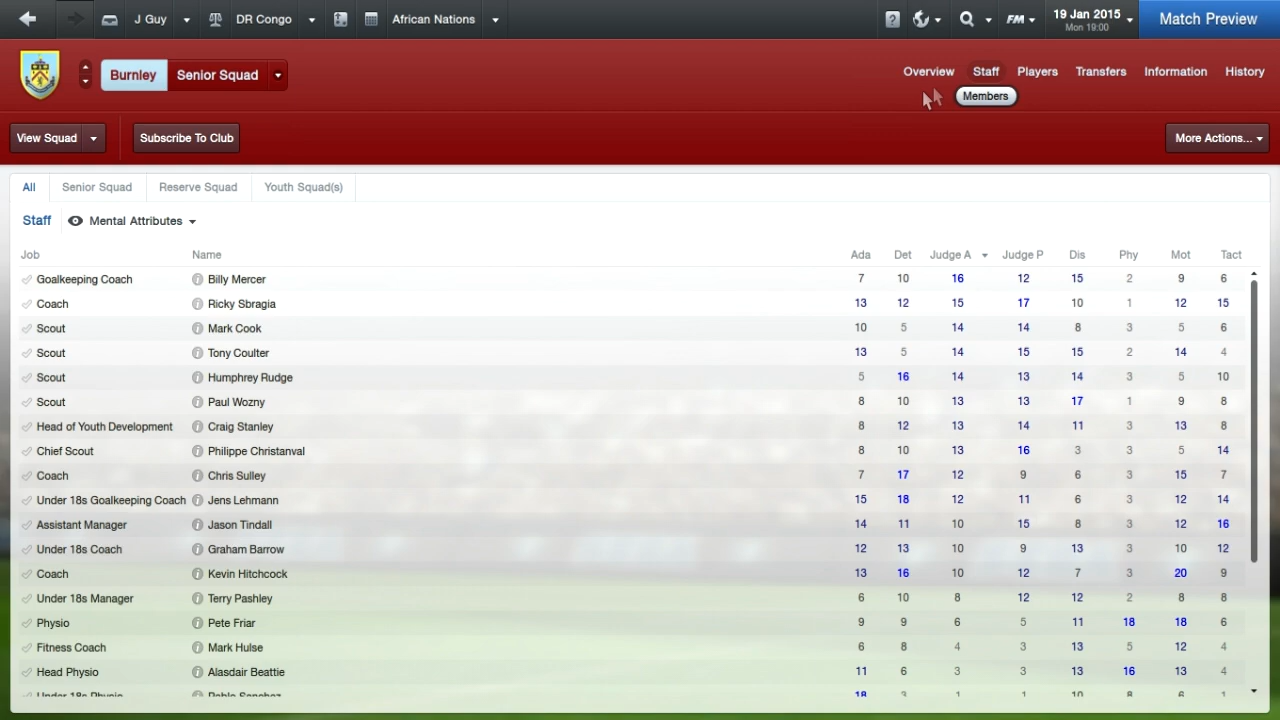 J Guy DR Congo African Nations ? FM 19 Jan 2015 Mon 19:00 Match Preview
Burnley Senior Squad Overview Staff Players Transfers Information History
Members
View Squad Subscribe To Club More Actions...
All Senior Squad Reserve Squad Youth Squad(s)
Staff Mental Attributes
Job Name Ada Det Judge A Judge P Dis Phy Mot Tact
Goalkeeping Coach Billy Mercer 7 10 16 12 15 2 9 6
Coach Ricky Sbragia 13 12 15 17 10 1 12 15
Scout Mark Cook 10 5 14 14 8 3 5 6
Scout Tony Coulter 13 5 14 15 15 2 14 4
Scout Humphrey Rudge 5 16 14 13 14 3 5 10
Scout Paul Wozny 8 10 13 13 17 1 9 8
Head of Youth Development Craig Stanley 8 12 13 14 11 3 13 8
Chief Scout Philippe Christanval 8 10 13 16 3 3 5 14
Coach Chris Sulley 7 17 12 9 6 3 15 7
Under 18s Goalkeeping Coach Jens Lehmann 15 18 12 11 6 3 12 14
Assistant Manager Jason Tindall 14 11 10 15 8 3 12 16
Under 18s Coach Graham Barrow 12 13 10 9 13 3 10 12
Coach Kevin Hitchcock 13 16 10 12 7 3 20 9
Under 18s Manager Terry Pashley 6 10 8 12 12 2 8 8
Physio Pete Friar 9 9 6 5 11 18 18 6
Fitness Coach Mark Hulse 6 8 4 3 13 5 12 4
Head Physio Alasdair Beattie 11 6 3 3 13 16 13 4
Under 18s Physio Pablo Sanchez 18 3 1 1 10 8 6 1